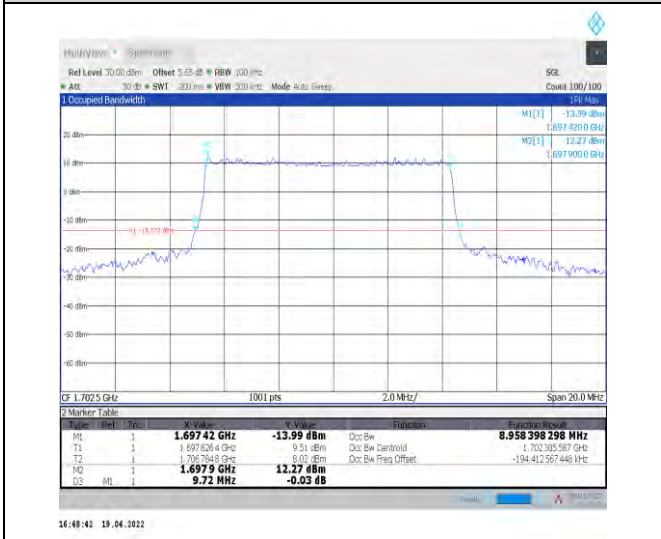 MultiView Spectrum
Ref Level 30.00 dBm Offset 5.65 dB RBW 100 kHz SGL
Att 30 dB SWT 200 ms VBW 300 kHz Mode Auto Sweep Count 100/100
1 Occupied Bandwidth 1Pk Max
M1[1] -13.99 dBm
1.697 420 0 GHz
M2[1] 12.27 dBm
1.697 900 0 GHz
20 dBm
10 dBm
0 dBm
-10 dBm
-20 dBm
-30 dBm
-40 dBm
-50 dBm
-60 dBm
CF 1.7025 GHz 1001 pts 2.0 MHz/ Span 20.0 MHz
2 Marker Table
Type Ref Trc X-Value Y-Value Function Function Result
M1 1 1.697 42 GHz -13.99 dBm Occ Bw 8.958 398 298 MHz
T1 1 1.697 826 4 GHz 9.51 dBm Occ Bw Centroid 1.702 305 587 GHz
T2 1 1.706 784 8 GHz 8.02 dBm Occ Bw Freq Offset -194.412 567 448 kHz
M2 1 1.697 9 GHz 12.27 dBm
D3 M1 1 9.72 MHz -0.03 dB
16:48:42 19.04.2022